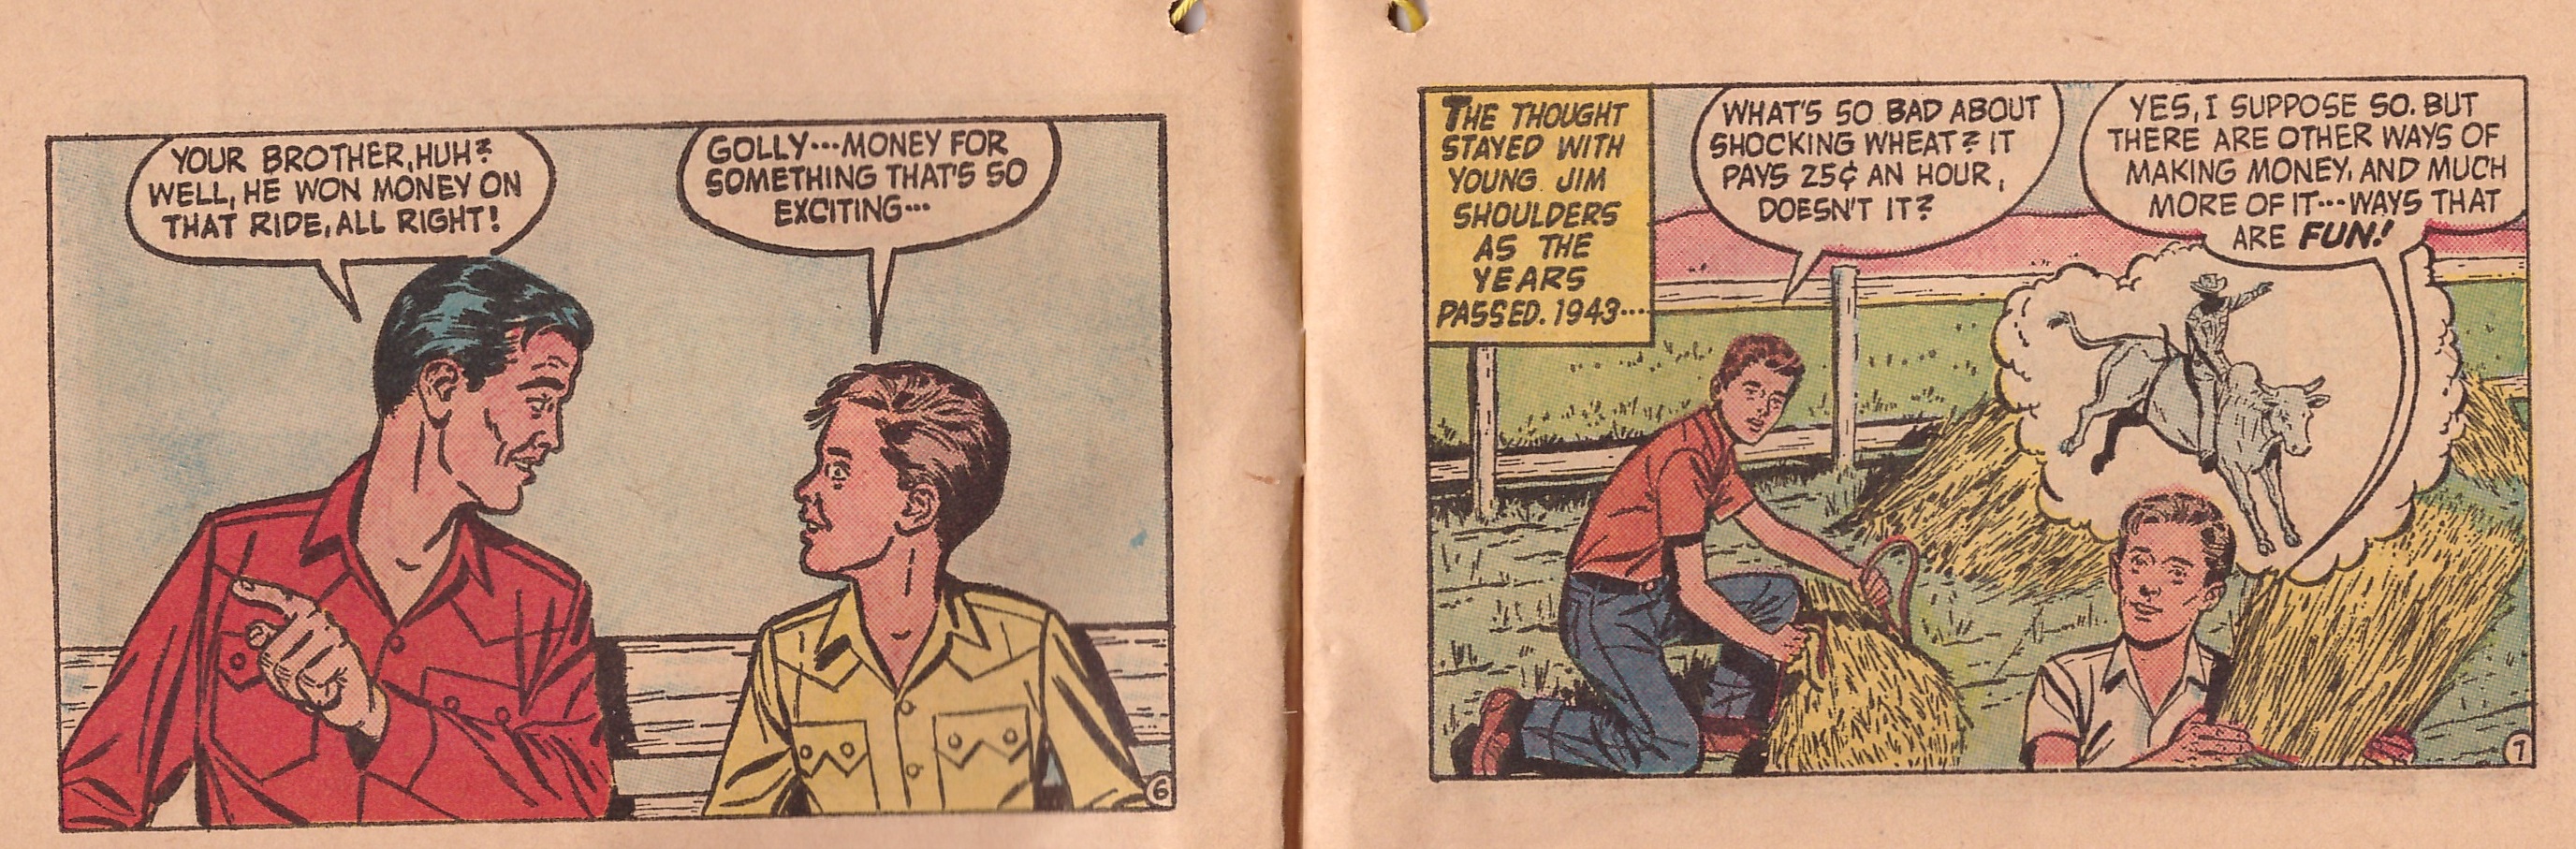 YOUR BROTHER, HUH?
WELL, HE WON MONEY ON
THAT RIDE, ALL RIGHT!
GOLLY...MONEY FOR
SOMETHING THAT'S SO
EXCITING...
6
THE THOUGHT
STAYED WITH
YOUNG JIM
SHOULDERS
AS THE
YEARS
PASSED. 1943...
WHAT'S SO BAD ABOUT
SHOCKING WHEAT? IT
PAYS 25¢ AN HOUR,
DOESN'T IT?
YES, I SUPPOSE SO. BUT
THERE ARE OTHER WAYS OF
MAKING MONEY, AND MUCH
MORE OF IT...WAYS THAT
ARE FUN!
7